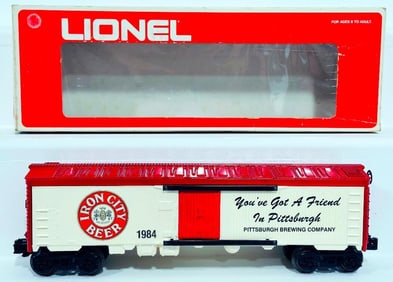 LIONEL
FOR AGES 8 TO ADULT.
IRON CITY
BEER
1984
You've Got A Friend
In Pittsburgh
PITTSBURGH BREWING COMPANY